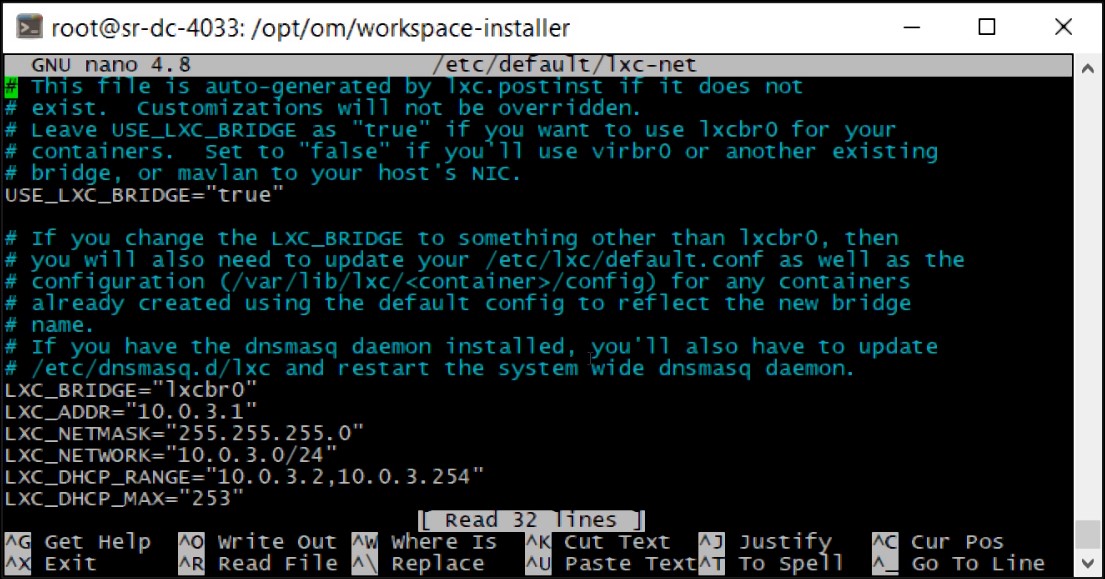 root@sr-dc-4033: /opt/om/workspace-installer
GNU nano 4.8 /etc/default/lxc-net
# This file is auto-generated by lxc.postinst if it does not
# exist.  Customizations will not be overridden.
# Leave USE_LXC_BRIDGE as "true" if you want to use lxcbr0 for your
# containers.  Set to "false" if you'll use virbr0 or another existing
# bridge, or mavlan to your host's NIC.
USE_LXC_BRIDGE="true"
# If you change the LXC_BRIDGE to something other than lxcbr0, then
# you will also need to update your /etc/lxc/default.conf as well as the
# configuration (/var/lib/lxc/<container>/config) for any containers
# already created using the default config to reflect the new bridge
# name.
# If you have the dnsmasq daemon installed, you'll also have to update
# /etc/dnsmasq.d/lxc and restart the system wide dnsmasq daemon.
LXC_BRIDGE="lxcbr0"
LXC_ADDR="10.0.3.1"
LXC_NETMASK="255.255.255.0"
LXC_NETWORK="10.0.3.0/24"
LXC_DHCP_RANGE="10.0.3.2,10.0.3.254"
LXC_DHCP_MAX="253"
[ Read 32 lines ]
^G Get Help ^O Write Out ^W Where Is ^K Cut Text ^J Justify ^C Cur Pos
^X Exit ^R Read File ^\ Replace ^U Paste Text ^T To Spell ^_ Go To Line